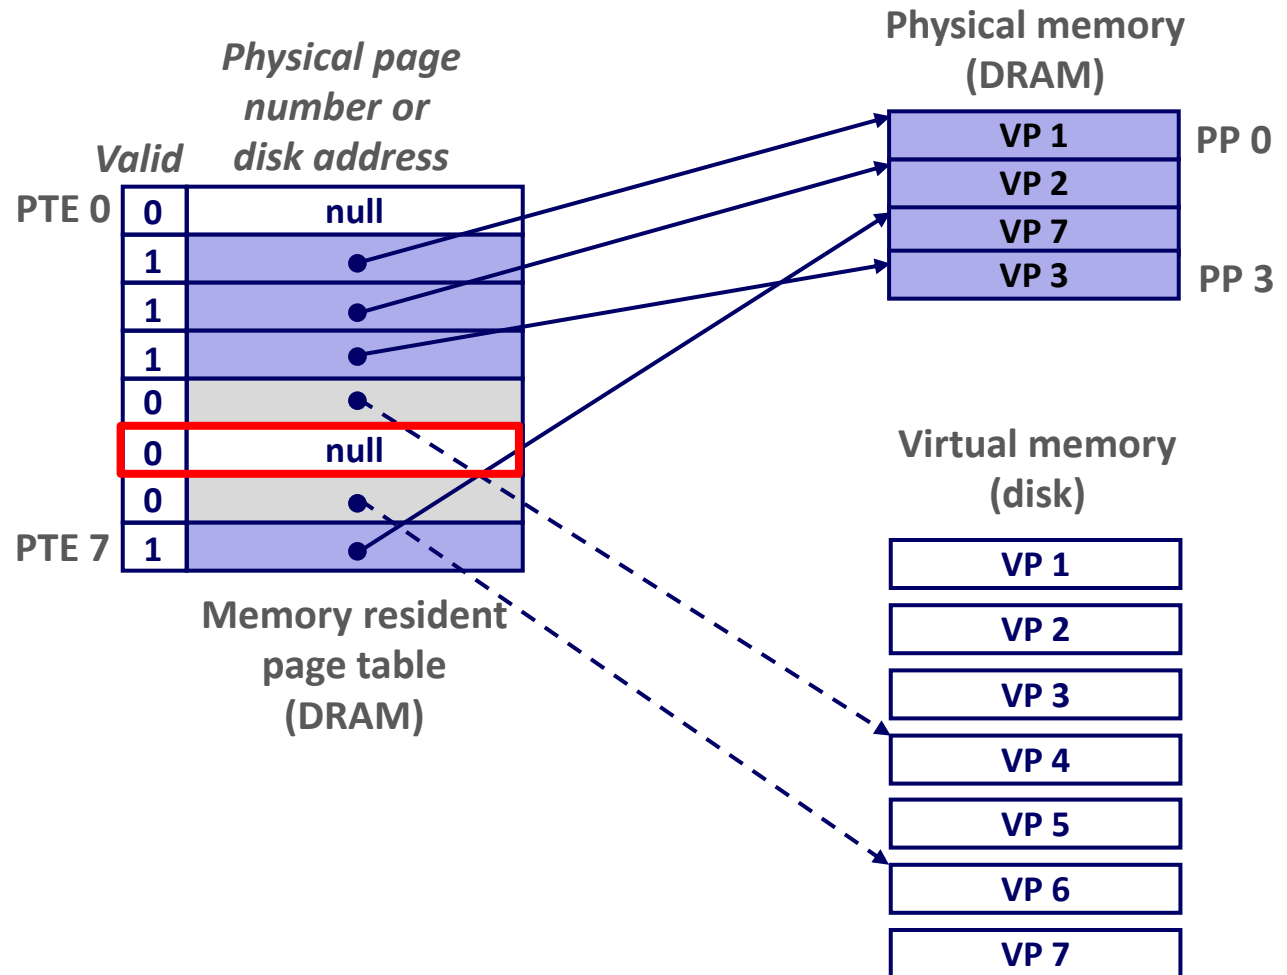 Physical page
number or
disk address
Valid
PTE 0
0
null
1
1
1
0
0
null
0
PTE 7
1
Memory resident
page table
(DRAM)
Physical memory
(DRAM)
VP 1
PP 0
VP 2
VP 7
VP 3
PP 3
Virtual memory
(disk)
VP 1
VP 2
VP 3
VP 4
VP 5
VP 6
VP 7